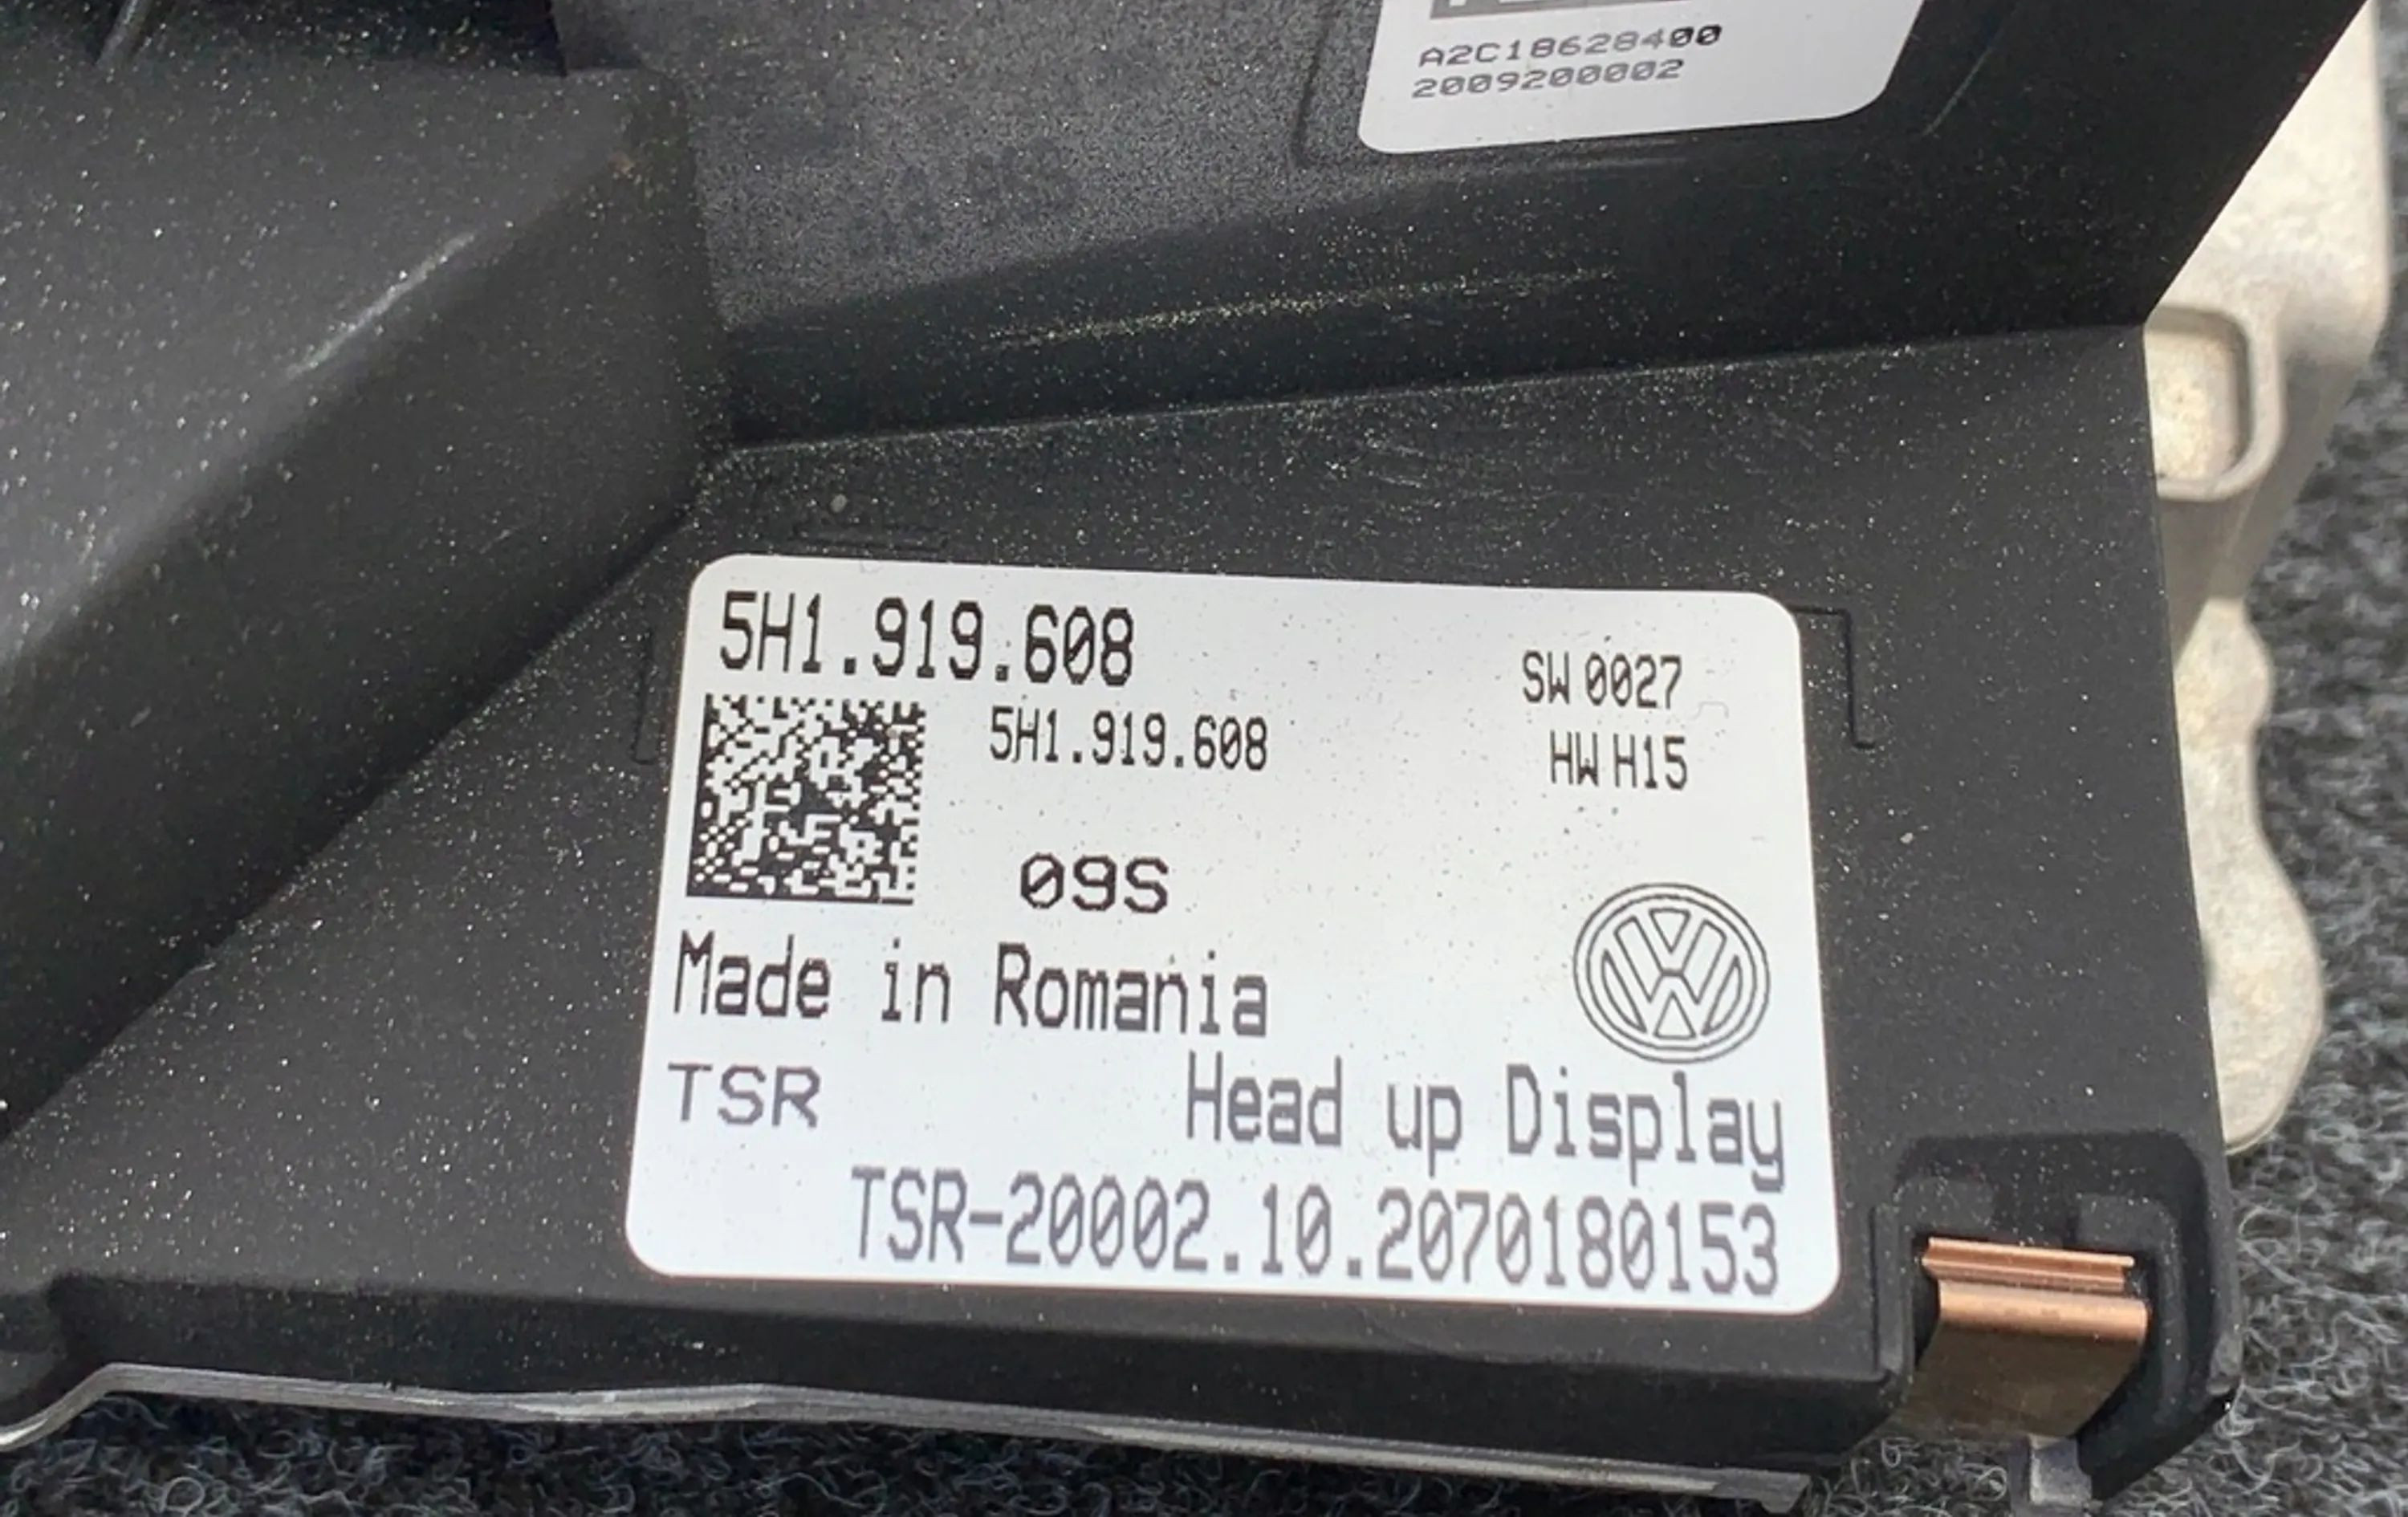 A2C18628400
2009200002
5H1.919.608
SW 0027
5H1.919.608
HW H15
09S
Made in Romania
TSR
Head up Display
TSR-20002.10.2070180153